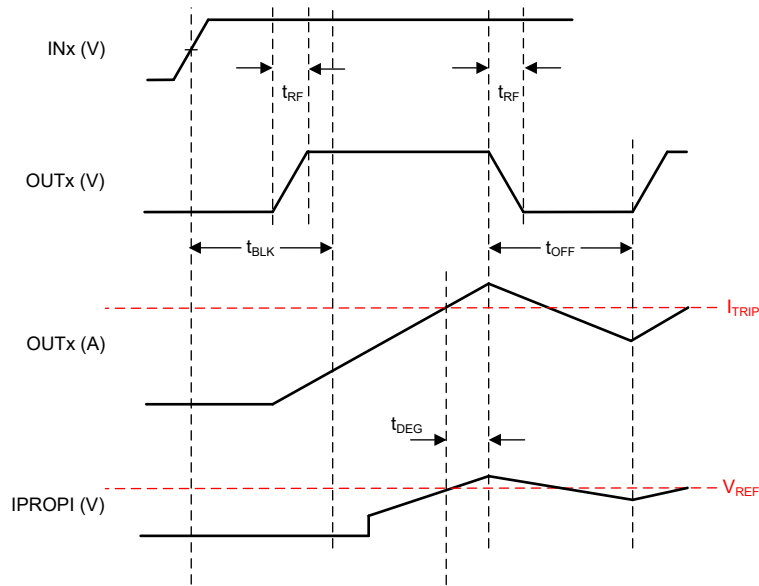 INx (V)
tRF
tRF
OUTx (V)
tBLK
tOFF
ITRIP
OUTx (A)
tDEG
VREF
IPROPI (V)